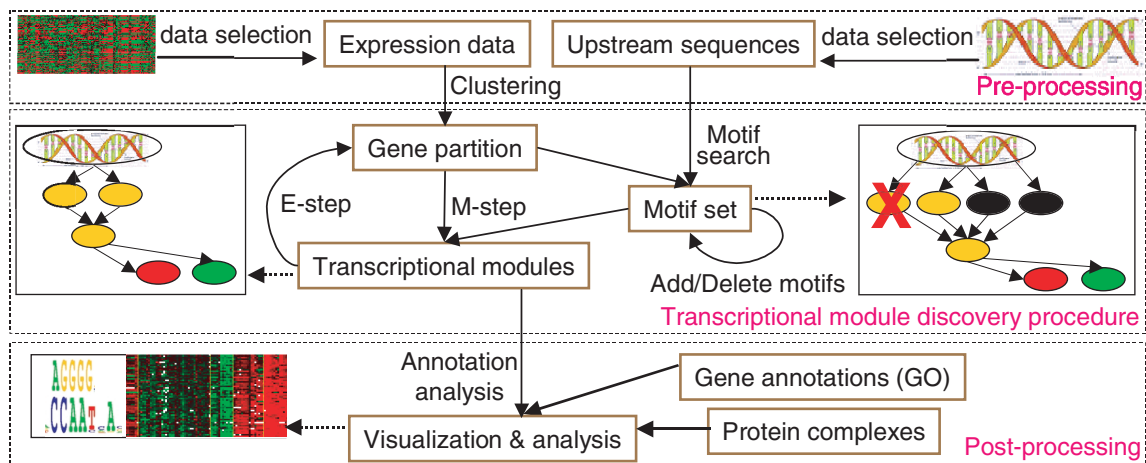 data selection
Expression data
Upstream sequences
data selection
Pre-processing
Clustering
Gene partition
Motif
search
E-step
M-step
Motif set
X
Transcriptional modules
Add/Delete motifs
Transcriptional module discovery procedure
Annotation
analysis
AGGGG.
CCAAT A
Gene annotations (GO)
Visualization & analysis
Protein complexes
Post-processing